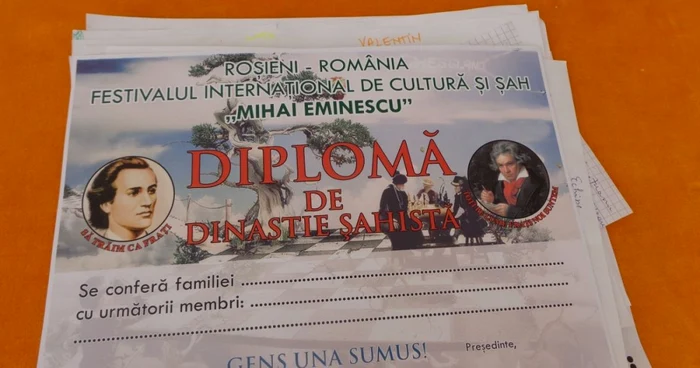 VALENTIN
ROȘIENI - ROMÂNIA
FESTIVALUL INTERNAȚIONAL DE CULTURĂ ȘI ȘAH
„MIHAI EMINESCU”
DIPLOMĂ
DE
DINASTIE ȘAHISTĂ
SĂ TRĂIM CA FRAȚI
Se conferă familiei
cu următorii membri:
GENS UNA SUMUS!
Președinte,